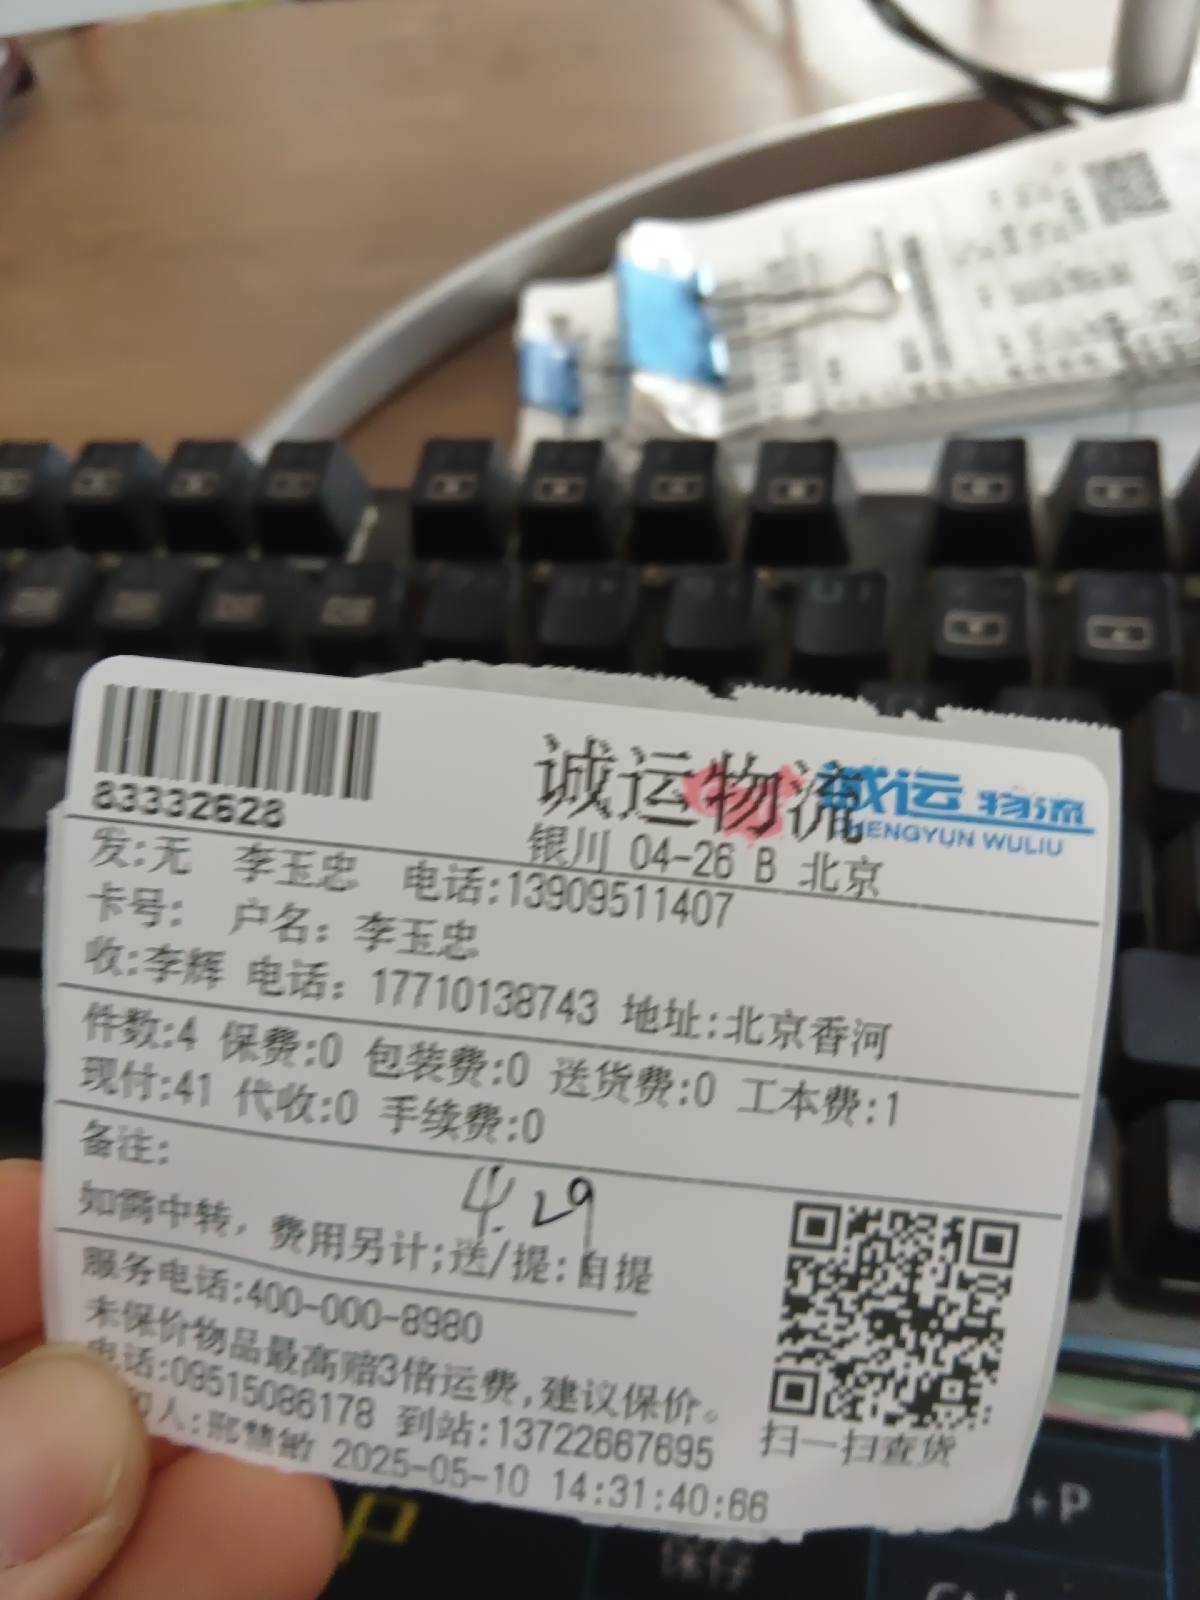 83332628
诚运物流
诚运物流
CHENGYUN WULIU
银川 04-26 B 北京
发:无 李玉忠 电话:13909511407
卡号: 户名: 李玉忠
收:李辉 电话: 17710138743 地址:北京香河
件数:4 保费:0 包装费:0 送货费:0 工本费:1
现付:41 代收:0 手续费:0
备注:
4.29
如需中转，费用另计;送/提:自提
服务电话:400-000-8980
未保价物品最高赔3倍运费,建议保价。
电话:09515086178 到站:13722667695
人:邢慧敏 2025-05-10 14:31:40:66
扫一扫查货
+P
保存